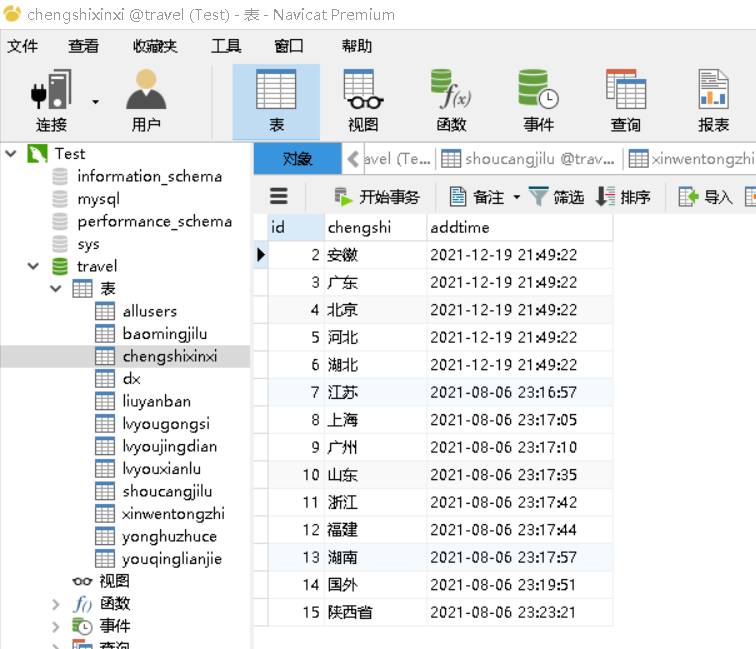 chengshixinxi @travel (Test) - 表 - Navicat Premium
文件 查看 收藏夹 工具 窗口 帮助
连接 用户 表 视图 函数 事件 查询 报表
Test
information_schema
mysql
performance_schema
sys
travel
表
allusers
baomingjilu
chengshixinxi
dx
liuyanban
lvyougongsi
lvyoujingdian
lvyouxianlu
shoucangjilu
xinwentongzhi
yonghuzhuce
youqinglianjie
视图
函数
事件
查询
对象 avel (Te... shoucangjilu @trav... xinwentongzhi
开始事务 备注 筛选 排序 导入
id chengshi addtime
2 安徽 2021-12-19 21:49:22
3 广东 2021-12-19 21:49:22
4 北京 2021-12-19 21:49:22
5 河北 2021-12-19 21:49:22
6 湖北 2021-12-19 21:49:22
7 江苏 2021-08-06 23:16:57
8 上海 2021-08-06 23:17:05
9 广州 2021-08-06 23:17:10
10 山东 2021-08-06 23:17:35
11 浙江 2021-08-06 23:17:42
12 福建 2021-08-06 23:17:44
13 湖南 2021-08-06 23:17:57
14 国外 2021-08-06 23:19:51
15 陕西省 2021-08-06 23:23:21